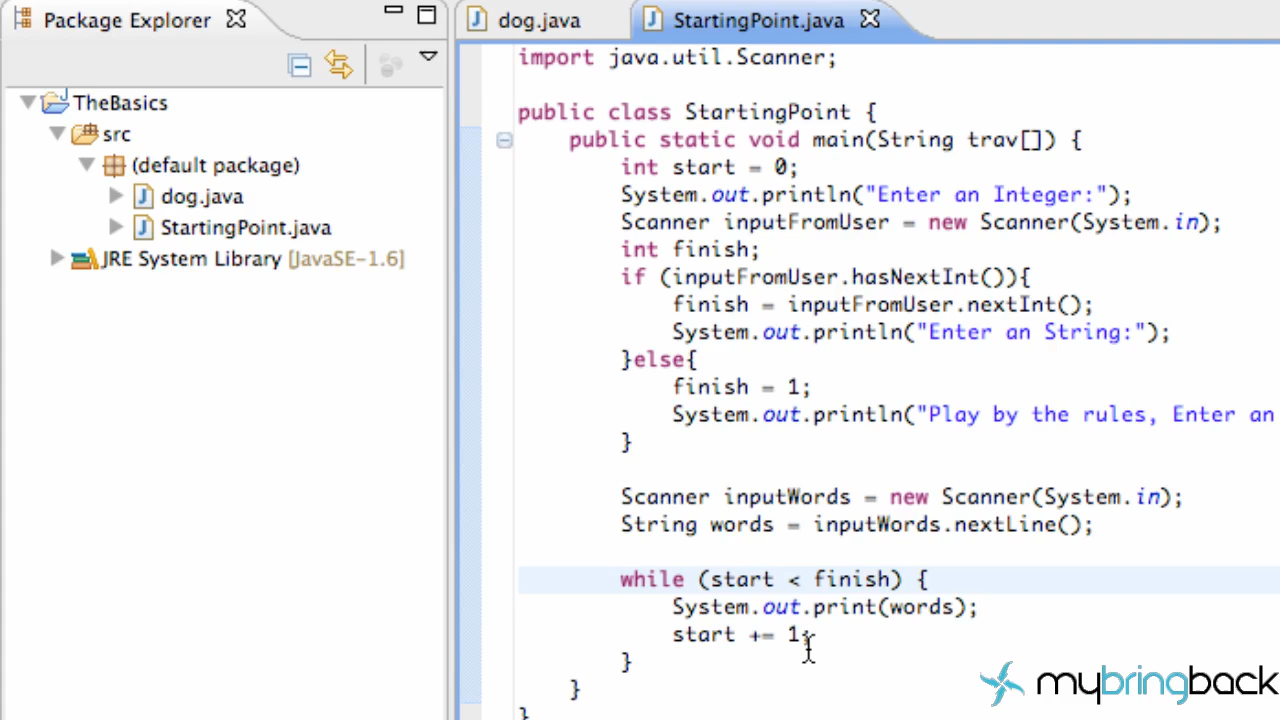 Package Explorer
TheBasics
src
(default package)
dog.java
StartingPoint.java
JRE System Library [JavaSE-1.6]
dog.java
StartingPoint.java
import java.util.Scanner;
public class StartingPoint {
public static void main(String trav[]) {
int start = 0;
System.out.println("Enter an Integer:");
Scanner inputFromUser = new Scanner(System.in);
int finish;
if (inputFromUser.hasNextInt()){
finish = inputFromUser.nextInt();
System.out.println("Enter an String:");
}else{
finish = 1;
System.out.println("Play by the rules, Enter an
}
Scanner inputWords = new Scanner(System.in);
String words = inputWords.nextLine();
while (start < finish) {
System.out.print(words);
start += 1;
}
}
}
mybringback